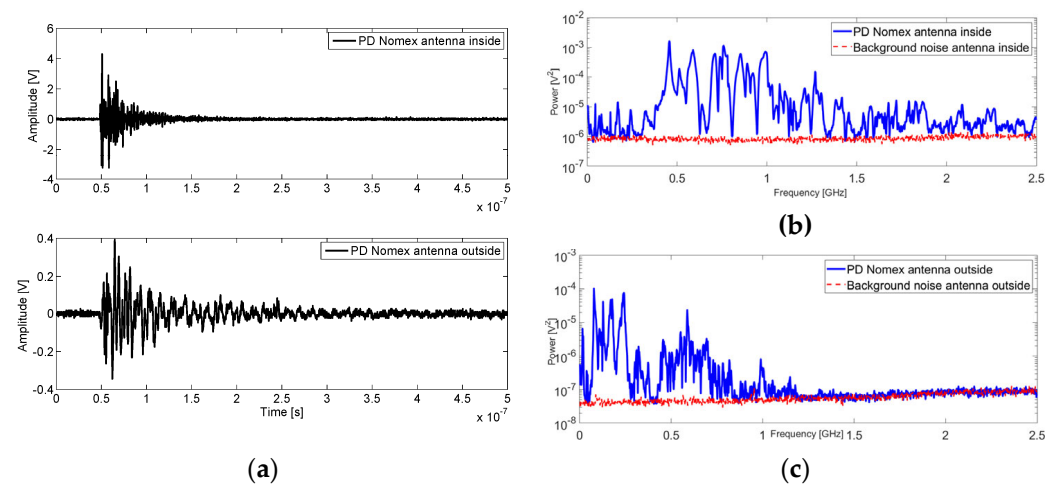 PD Nomex antenna inside
Amplitude [V]
6
4
2
0
-2
-4
0 0.5 1 1.5 2 2.5 3 3.5 4 4.5 5
x 10^-7
PD Nomex antenna outside
Amplitude [V]
0.4
0.2
0
-0.2
-0.4
0 0.5 1 1.5 2 2.5 3 3.5 4 4.5 5
Time [s]
x 10^-7
(a)
PD Nomex antenna inside
Background noise antenna inside
Power [V^2]
10^-2
10^-3
10^-4
10^-5
10^-6
10^-7
0 0.5 1 1.5 2 2.5
Frequency [GHz]
(b)
PD Nomex antenna outside
Background noise antenna outside
Power [V^2]
10^-3
10^-4
10^-5
10^-6
10^-7
10^-8
0 0.5 1 1.5 2 2.5
Frequency [GHz]
(c)